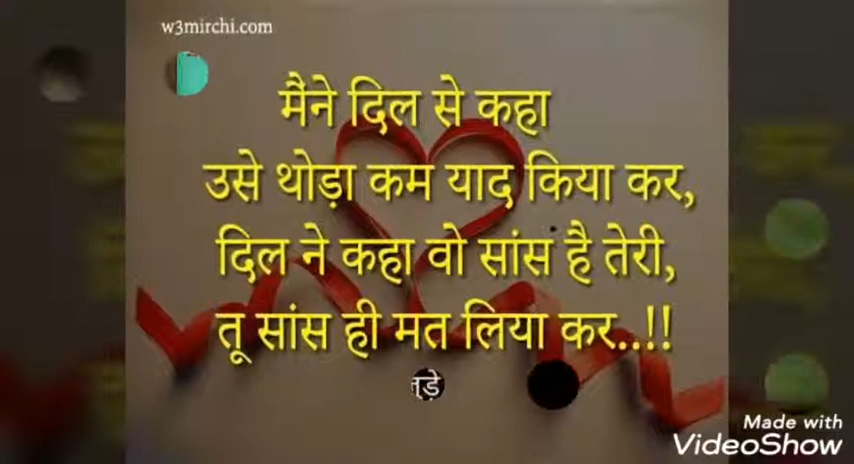 w3mirchi.com
मैंने दिल से कहा
उसे थोड़ा कम याद किया कर,
दिल ने कहा वो सांस है तेरी,
तू सांस ही मत लिया कर..!!
Made with
VideoShow